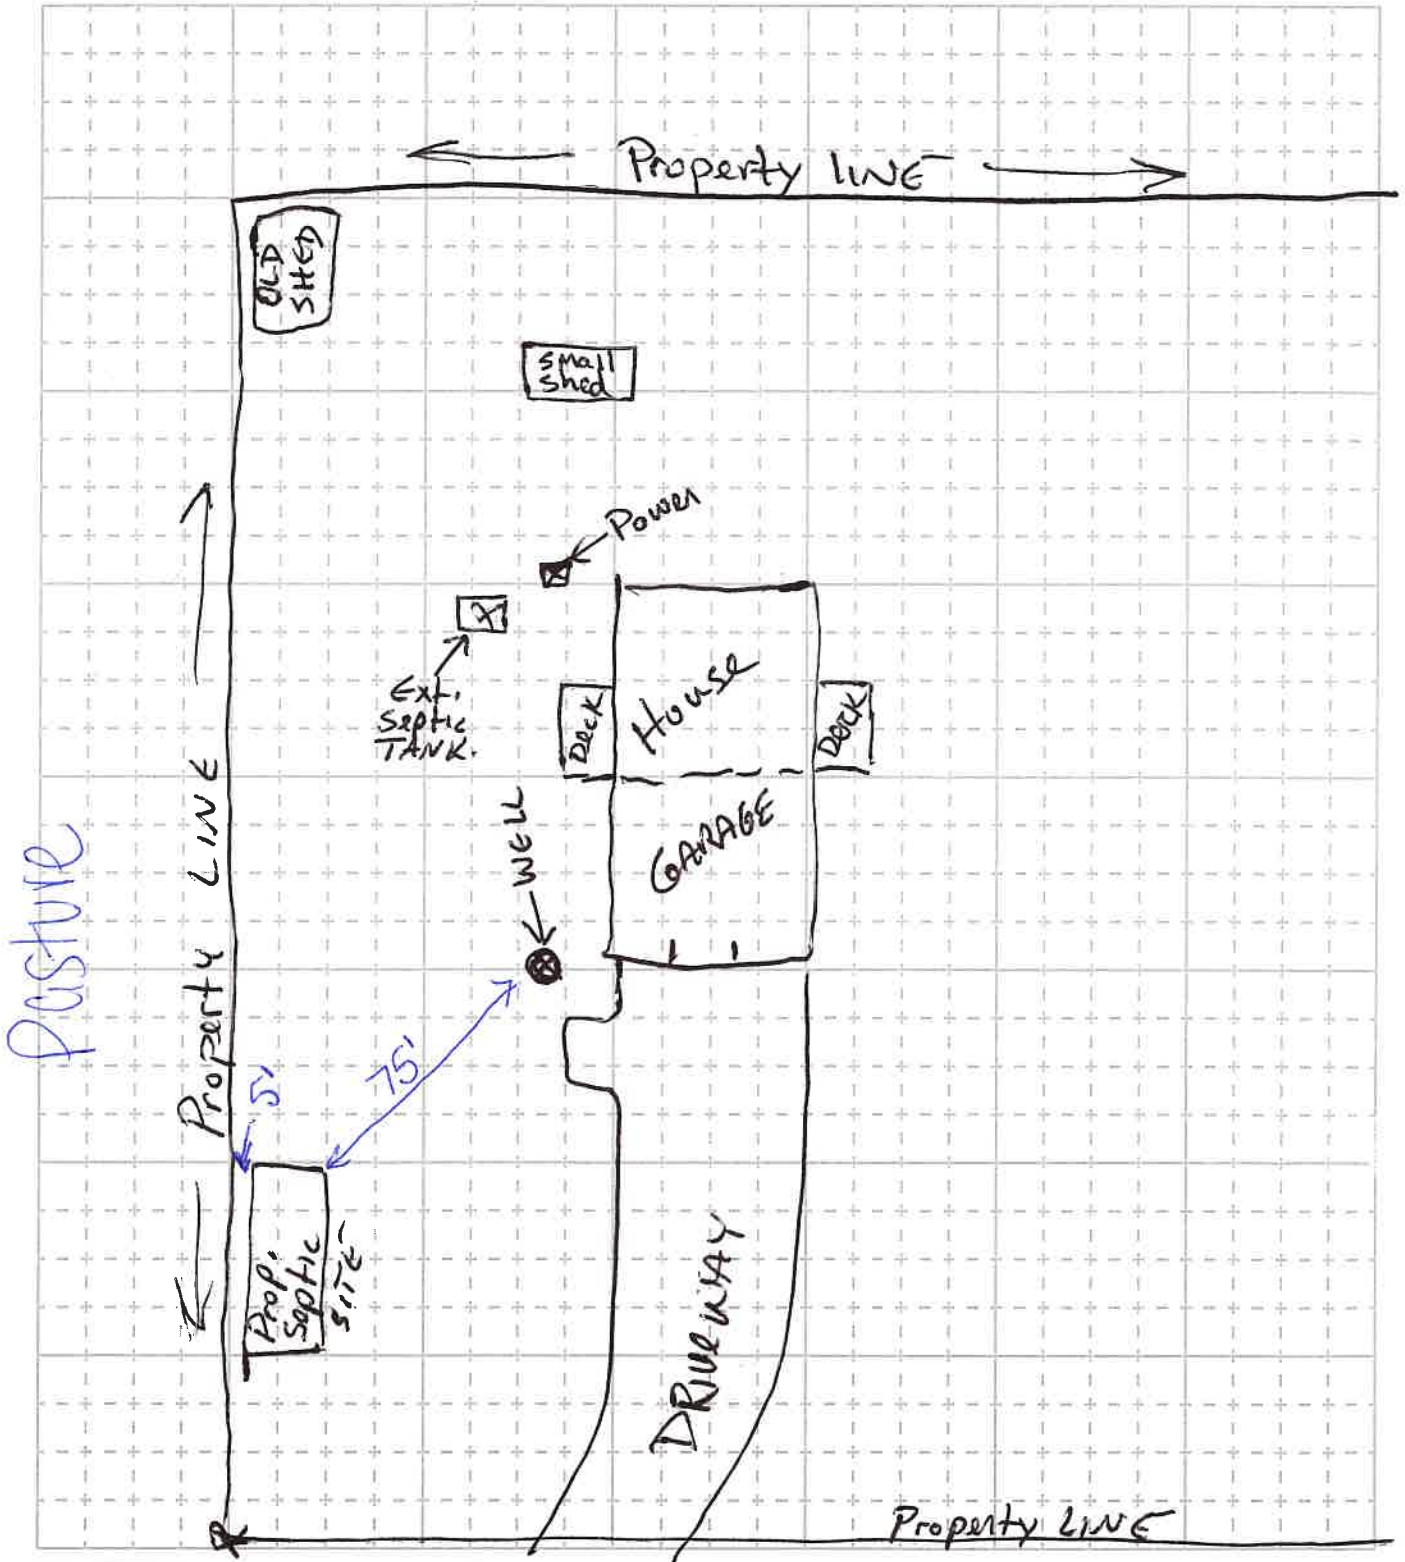 Property LINE
OLD
SHED
small
shed
Power
Ext.
Septic
TANK.
House
Deck
Deck
GARAGE
WELL
Property LINE
Pasture
75'
5'
Prop.
Septic
SITE
DRIVEWAY
Property LINE